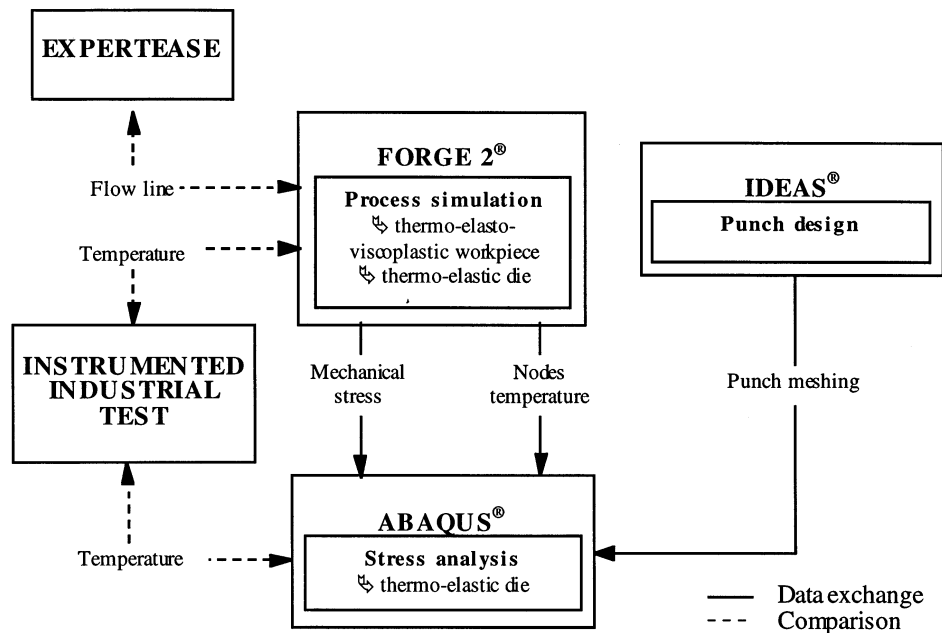 EXPERTEASE
FORGE 2®
Process simulation
thermo-elasto-
viscoplastic workpiece
thermo-elastic die
IDEAS®
Punch design
Flow line
Temperature
INSTRUMENTED
INDUSTRIAL
TEST
Mechanical
stress
Nodes
temperature
Punch meshing
ABAQUS®
Stress analysis
thermo-elastic die
Temperature
Data exchange
Comparison